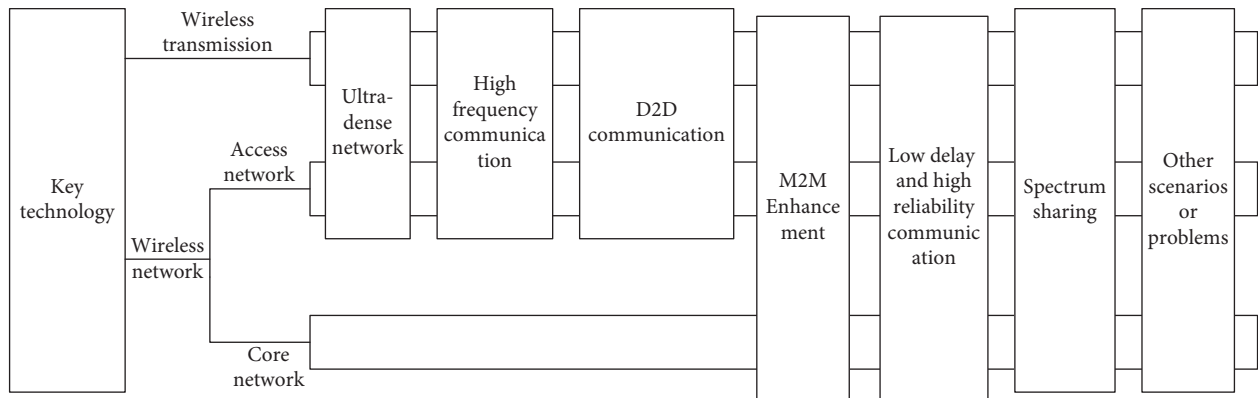 Key
technology
Wireless
transmission
Access
network
Wireless
network
Core
network
Ultra-
dense
network
High
frequency
communica
tion
D2D
communication
M2M
Enhance
ment
Low delay
and high
reliability
communic
ation
Spectrum
sharing
Other
scenarios
or
problems